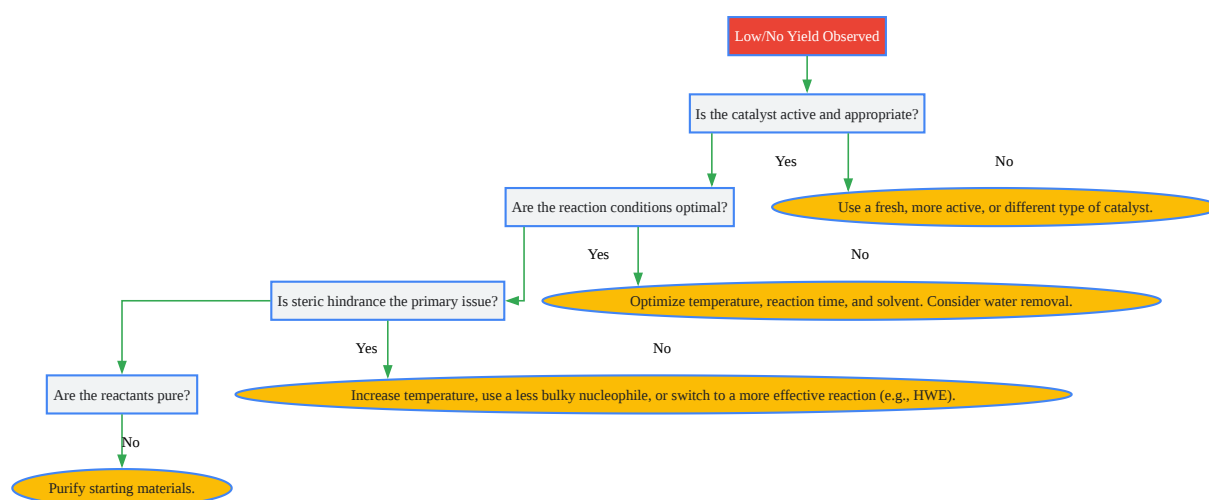 Low/No Yield Observed
Is the catalyst active and appropriate?
Yes
No
Are the reaction conditions optimal?
Use a fresh, more active, or different type of catalyst.
Yes
No
Is steric hindrance the primary issue?
Optimize temperature, reaction time, and solvent. Consider water removal.
Yes
No
Are the reactants pure?
Increase temperature, use a less bulky nucleophile, or switch to a more effective reaction (e.g., HWE).
No
Purify starting materials.